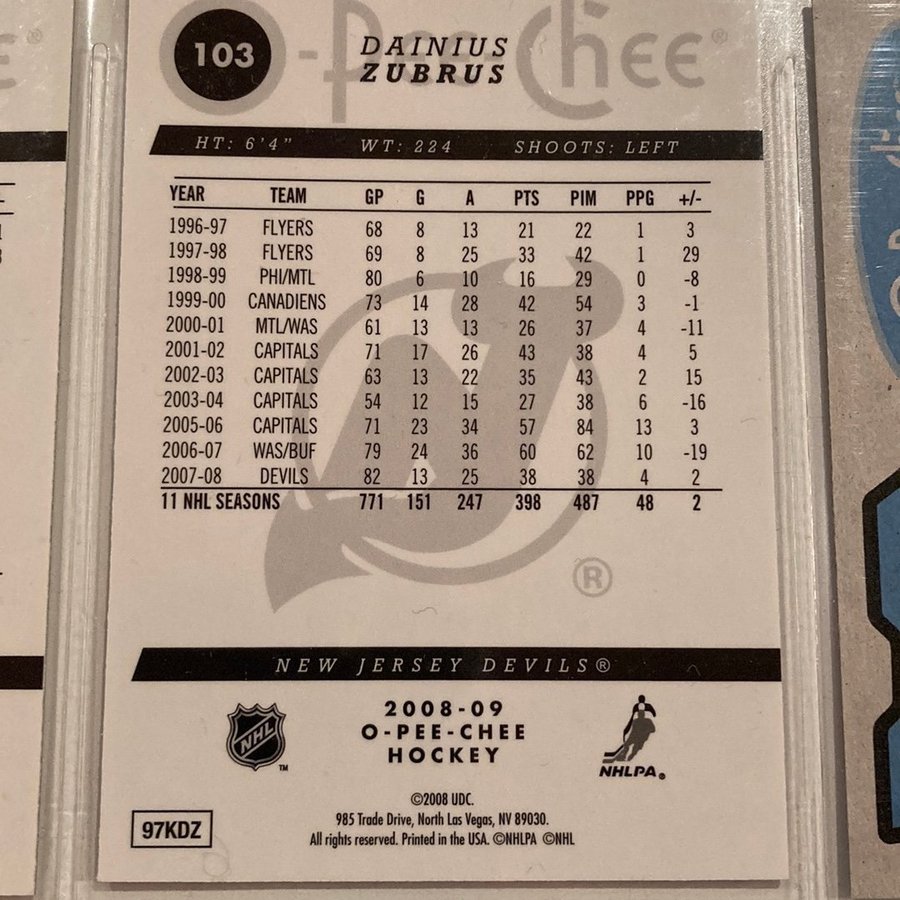 O-Pee-Chee®
103
DAINIUS
ZUBRUS
HT: 6'4" WT: 224 SHOOTS: LEFT
YEAR TEAM GP G A PTS PIM PPG +/-
1996-97 FLYERS 68 8 13 21 22 1 3
1997-98 FLYERS 69 8 25 33 42 1 29
1998-99 PHI/MTL 80 6 10 16 29 0 -8
1999-00 CANADIENS 73 14 28 42 54 3 -1
2000-01 MTL/WAS 61 13 13 26 37 4 -11
2001-02 CAPITALS 71 17 26 43 38 4 5
2002-03 CAPITALS 63 13 22 35 43 2 15
2003-04 CAPITALS 54 12 15 27 38 6 -16
2005-06 CAPITALS 71 23 34 57 84 13 3
2006-07 WAS/BUF 79 24 36 60 62 10 -19
2007-08 DEVILS 82 13 25 38 38 4 2
11 NHL SEASONS 771 151 247 398 487 48 2
®
NEW JERSEY DEVILS®
NHL
TM
2008-09
O-PEE-CHEE
HOCKEY
NHLPA®
©2008 UDC.
985 Trade Drive, North Las Vegas, NV 89030.
All rights reserved. Printed in the USA. ©NHLPA ©NHL
97KDZ